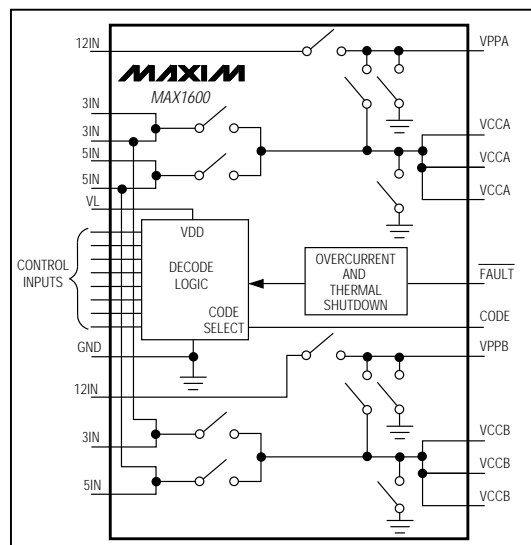 12IN
VPPA
MAXIM
MAX1600
3IN
3IN
5IN
5IN
VCCA
VCCA
VCCA
VL
VDD
CONTROL
INPUTS
DECODE
LOGIC
CODE
SELECT
OVERCURRENT
AND
THERMAL
SHUTDOWN
FAULT
CODE
GND
VPPB
12IN
3IN
5IN
VCCB
VCCB
VCCB